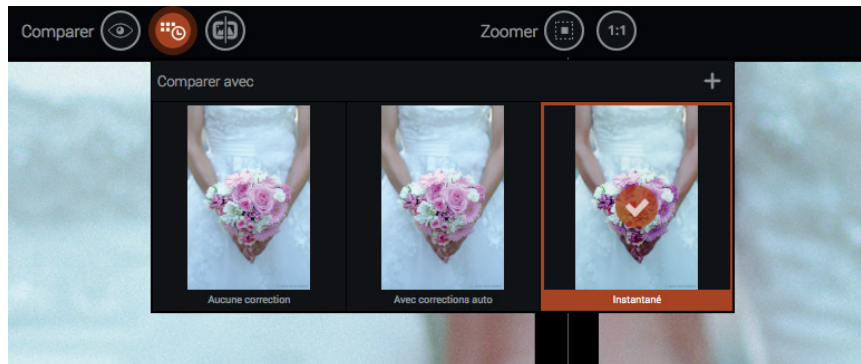 Comparer
Zoomer
1:1
Comparer avec
Aucune correction
Avec corrections auto
Instantané